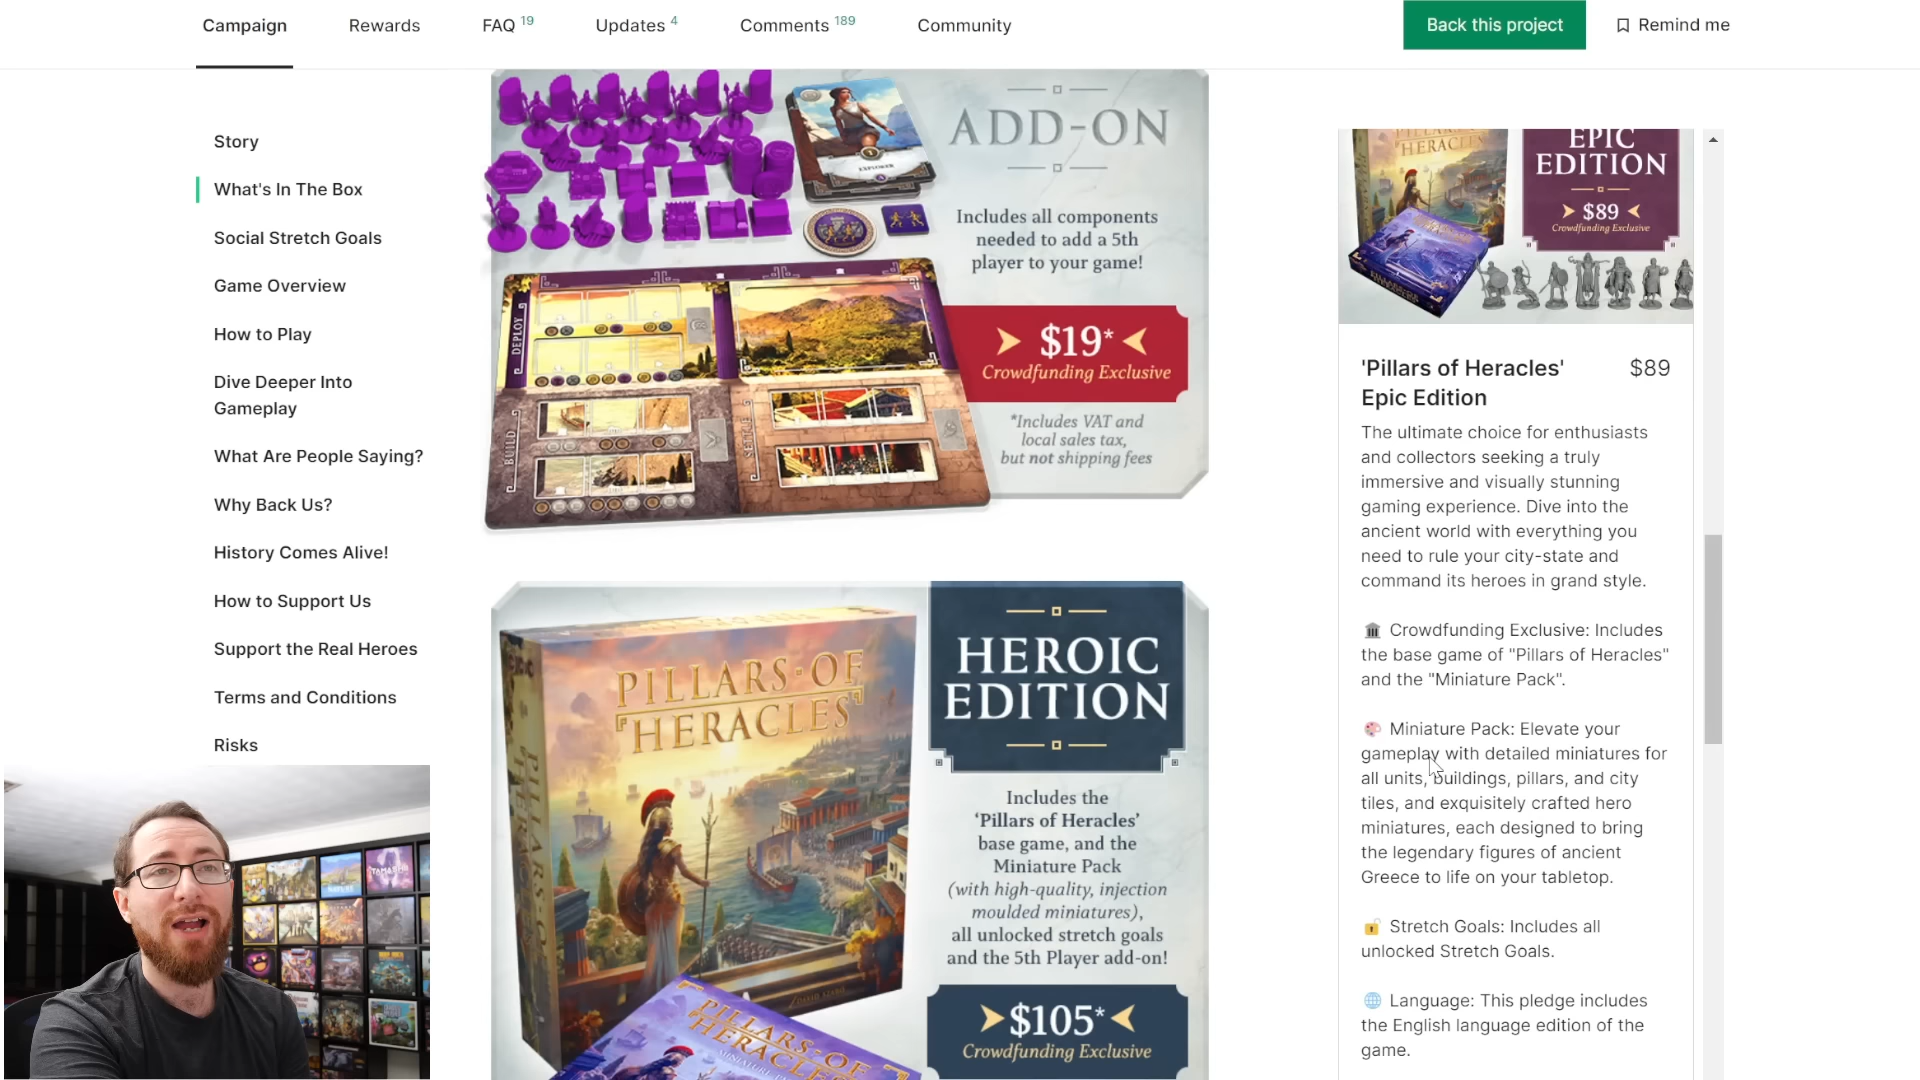 Campaign
Rewards
FAQ 19
Updates 4
Comments 189
Community
Back this project
Remind me
Story
What's In The Box
Social Stretch Goals
Game Overview
How to Play
Dive Deeper Into
Gameplay
What Are People Saying?
Why Back Us?
History Comes Alive!
How to Support Us
Support the Real Heroes
Terms and Conditions
Risks
EXPLORER
DEPLOY
BUILD
SETTLE
ADD-ON
Includes all components
needed to add a 5th
player to your game!
$19*
Crowdfunding Exclusive
*Includes VAT and
local sales tax,
but not shipping fees
PILLARS·OF
HERACLES
PILLARS·OF
HERACLES
HEROIC
EDITION
Includes the
‘Pillars of Heracles’
base game, and the
Miniature Pack
(with high-quality, injection
moulded miniatures),
all unlocked stretch goals
and the 5th Player add-on!
$105*
Crowdfunding Exclusive
HERACLES
EPIC
EDITION
$89
Crowdfunding Exclusive
'Pillars of Heracles' $89
Epic Edition
The ultimate choice for enthusiasts
and collectors seeking a truly
immersive and visually stunning
gaming experience. Dive into the
ancient world with everything you
need to rule your city-state and
command its heroes in grand style.
🏛️ Crowdfunding Exclusive: Includes
the base game of "Pillars of Heracles"
and the "Miniature Pack".
🎨 Miniature Pack: Elevate your
gameplay with detailed miniatures for
all units, buildings, pillars, and city
tiles, and exquisitely crafted hero
miniatures, each designed to bring
the legendary figures of ancient
Greece to life on your tabletop.
🔓 Stretch Goals: Includes all
unlocked Stretch Goals.
🌐 Language: This pledge includes
the English language edition of the
game.